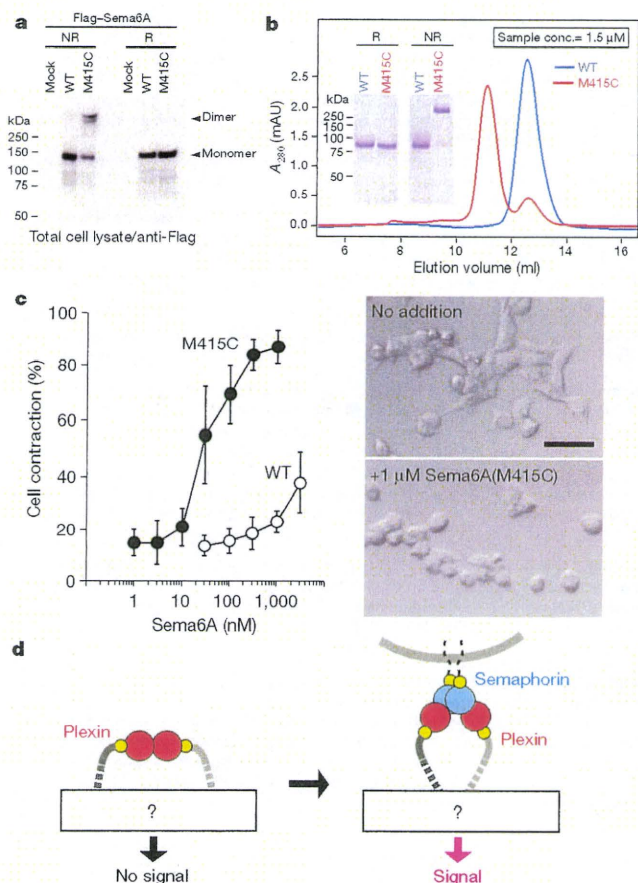 a
Flag–Sema6A
NR R
Mock WT M415C Mock WT M415C
kDa
250
150
100
75
50
Dimer
Monomer
Total cell lysate/anti-Flag
b
R NR
WT M415C WT M415C
kDa
250
150
100
75
50
Sample conc.= 1.5 μM
WT
M415C
2.5
2.0
1.5
1.0
0.5
0
A280 (mAU)
6 8 10 12 14 16
Elution volume (ml)
c
100
80
60
40
20
0
Cell contraction (%)
M415C
WT
1 10 100 1,000
Sema6A (nM)
No addition
+1 μM Sema6A(M415C)
d
Plexin
?
No signal
Semaphorin
Plexin
?
Signal